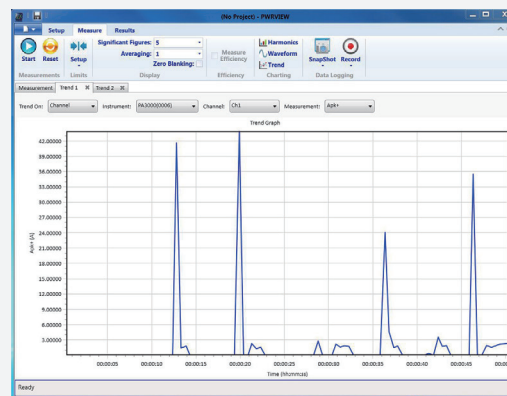 (No Project) - PWRVIEW
Setup Measure Results
Start Reset Setup
Significant Figures: 5
Averaging: 1
Zero Blanking:
Measure Efficiency
Harmonics
Waveform
Trend
SnapShot Record
Measurements Limits Display Efficiency Charting Data Logging
Measurement Trend 1 Trend 2
Trend On: Channel Instrument: PA3000(0006) Channel: Ch1 Measurement: Apk+
Trend Graph
42.00000
39.00000
36.00000
33.00000
30.00000
27.00000
24.00000
21.00000
18.00000
15.00000
12.00000
9.00000
6.00000
3.00000
Apk+ (A)
00:00:05 00:00:10 00:00:15 00:00:20 00:00:25 00:00:30 00:00:35 00:00:40 00:00:45 00:00:50
Time (hh:mm:ss)
Ready